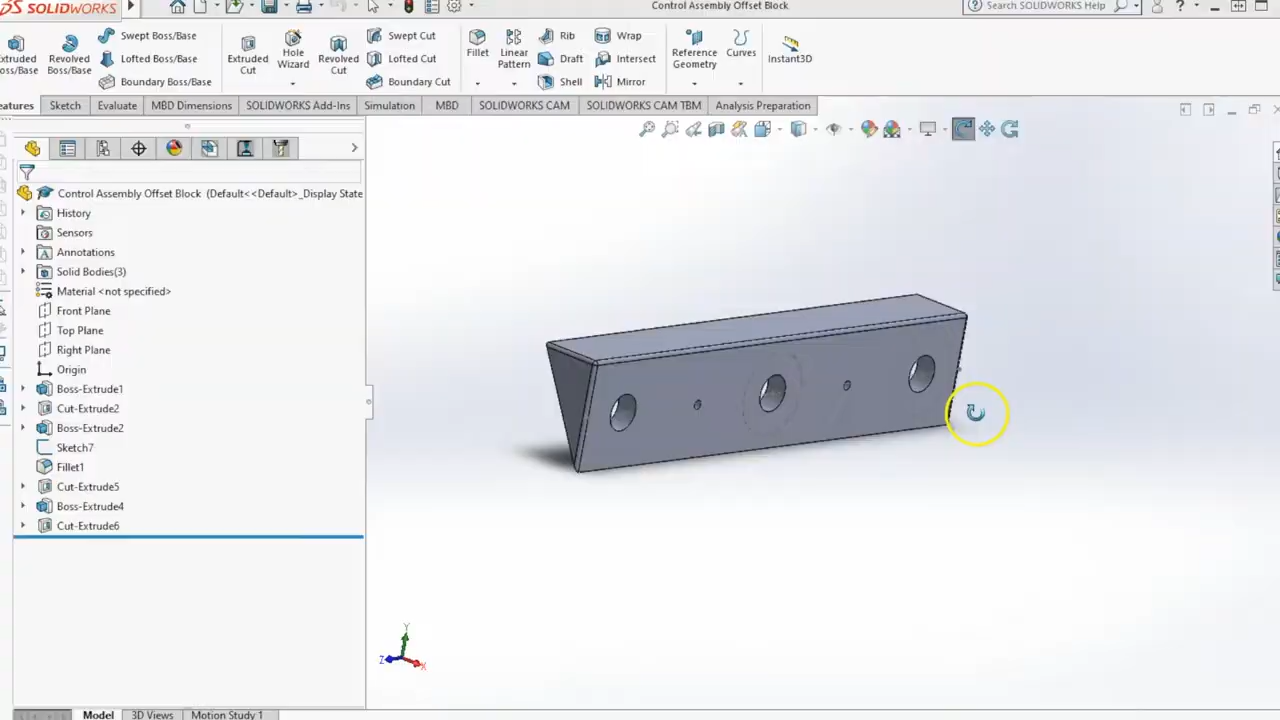 SOLIDWORKS
Control Assembly Offset Block
Search SOLIDWORKS Help
?
xtruded
oss/Base
Revolved
Boss/Base
Swept Boss/Base
Lofted Boss/Base
Boundary Boss/Base
Extruded
Cut
Hole
Wizard
Revolved
Cut
Swept Cut
Lofted Cut
Boundary Cut
Fillet
Linear
Pattern
Rib
Draft
Shell
Wrap
Intersect
Mirror
Reference
Geometry
Curves
Instant3D
eatures
Sketch
Evaluate
MBD Dimensions
SOLIDWORKS Add-Ins
Simulation
MBD
SOLIDWORKS CAM
SOLIDWORKS CAM TBM
Analysis Preparation
Control Assembly Offset Block (Default<<Default>_Display State
History
Sensors
Annotations
Solid Bodies(3)
Material <not specified>
Front Plane
Top Plane
Right Plane
Origin
Boss-Extrude1
Cut-Extrude2
Boss-Extrude2
Sketch7
Fillet1
Cut-Extrude5
Boss-Extrude4
Cut-Extrude6
Y
Z
X
Model
3D Views
Motion Study 1